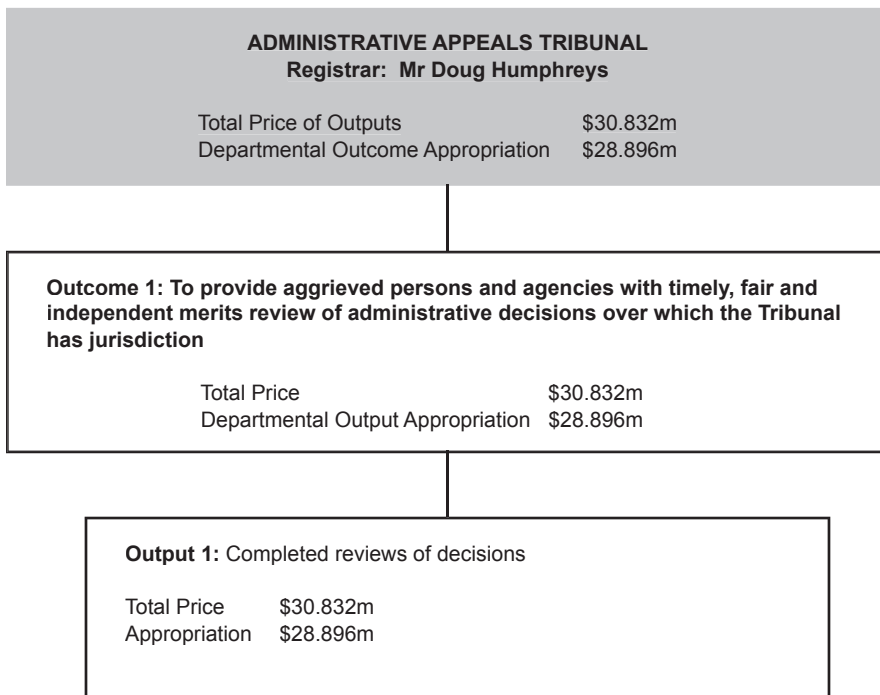 ADMINISTRATIVE APPEALS TRIBUNAL
Registrar: Mr Doug Humphreys
Total Price of Outputs $30.832m
Departmental Outcome Appropriation $28.896m
Outcome 1: To provide aggrieved persons and agencies with timely, fair and
independent merits review of administrative decisions over which the Tribunal
has jurisdiction
Total Price $30.832m
Departmental Output Appropriation $28.896m
Output 1: Completed reviews of decisions
Total Price $30.832m
Appropriation $28.896m